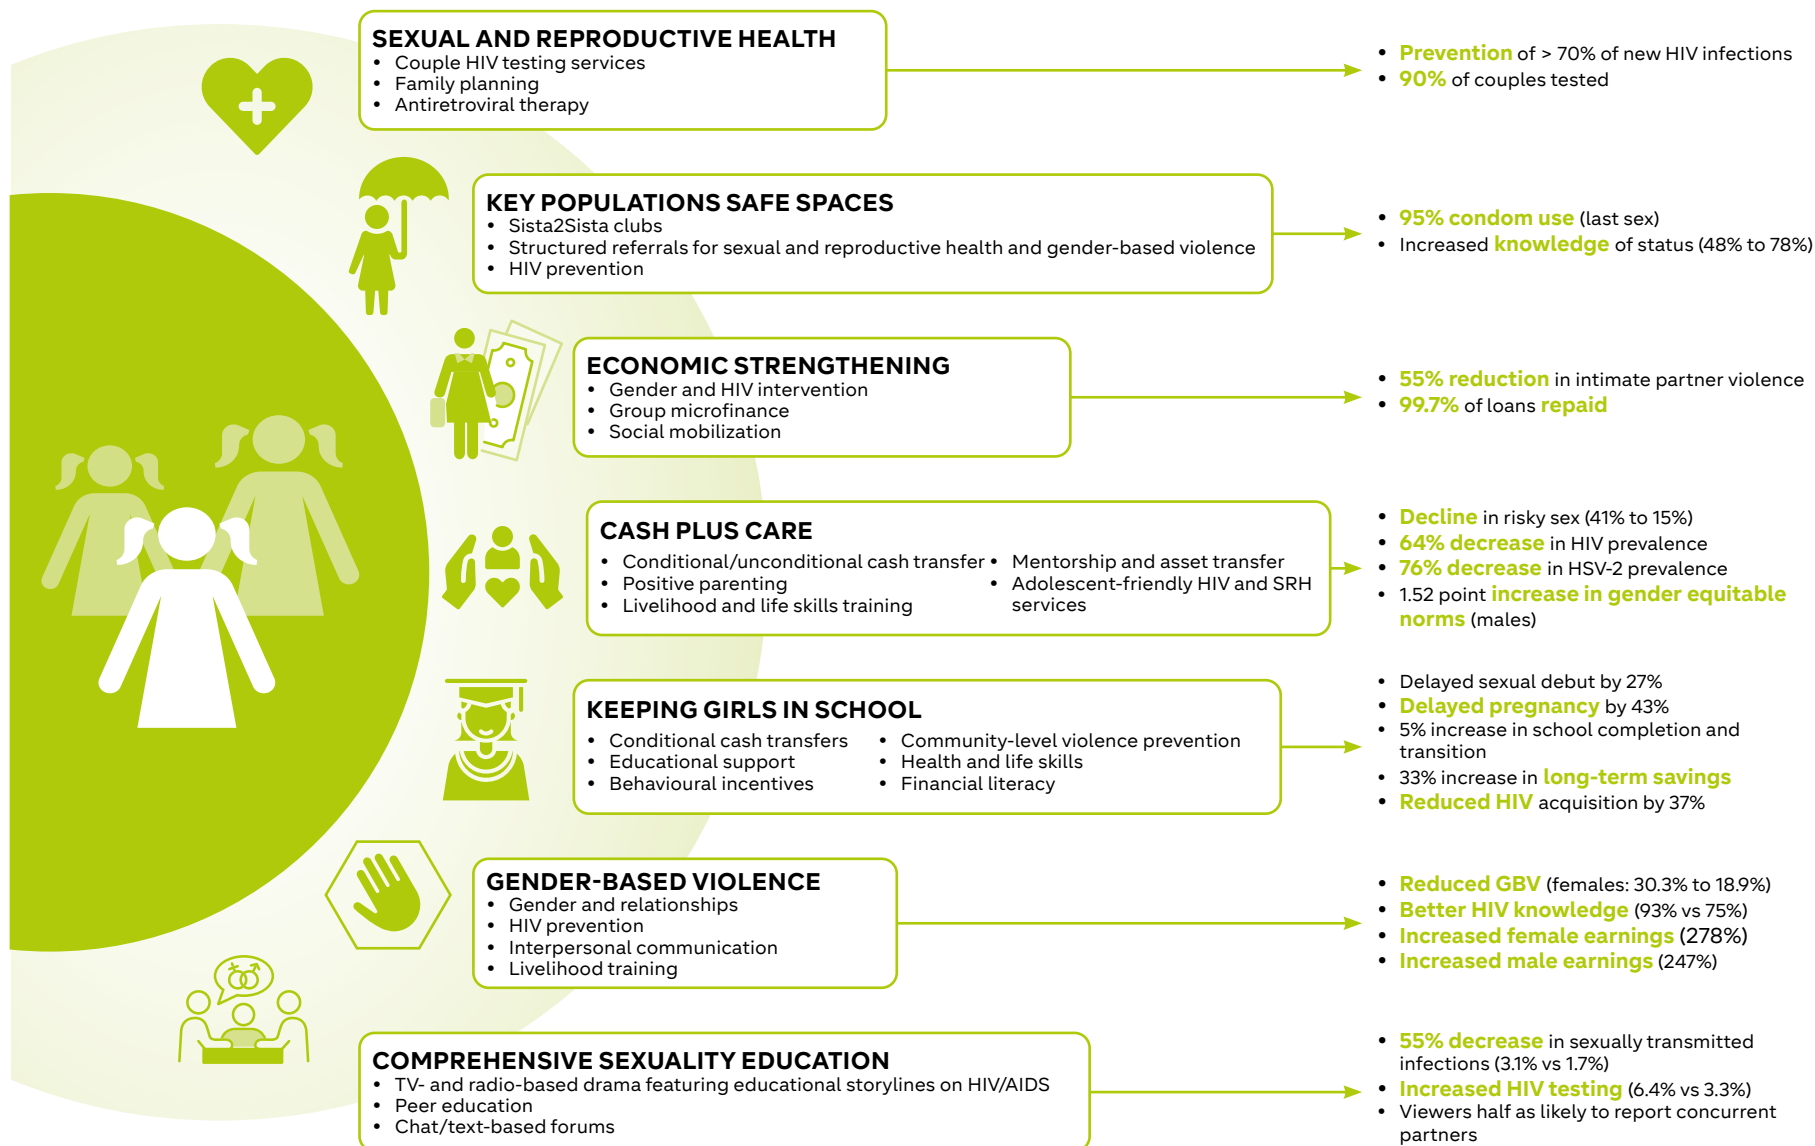 SEXUAL AND REPRODUCTIVE HEALTH
• Couple HIV testing services
• Family planning
• Antiretroviral therapy
• Prevention of > 70% of new HIV infections
• 90% of couples tested
KEY POPULATIONS SAFE SPACES
• Sista2Sista clubs
• Structured referrals for sexual and reproductive health and gender-based violence
• HIV prevention
• 95% condom use (last sex)
• Increased knowledge of status (48% to 78%)
ECONOMIC STRENGTHENING
• Gender and HIV intervention
• Group microfinance
• Social mobilization
• 55% reduction in intimate partner violence
• 99.7% of loans repaid
CASH PLUS CARE
• Conditional/unconditional cash transfer
• Positive parenting
• Livelihood and life skills training
• Mentorship and asset transfer
• Adolescent-friendly HIV and SRH
services
• Decline in risky sex (41% to 15%)
• 64% decrease in HIV prevalence
• 76% decrease in HSV-2 prevalence
• 1.52 point increase in gender equitable
norms (males)
KEEPING GIRLS IN SCHOOL
• Conditional cash transfers
• Educational support
• Behavioural incentives
• Community-level violence prevention
• Health and life skills
• Financial literacy
• Delayed sexual debut by 27%
• Delayed pregnancy by 43%
• 5% increase in school completion and
transition
• 33% increase in long-term savings
• Reduced HIV acquisition by 37%
GENDER-BASED VIOLENCE
• Gender and relationships
• HIV prevention
• Interpersonal communication
• Livelihood training
• Reduced GBV (females: 30.3% to 18.9%)
• Better HIV knowledge (93% vs 75%)
• Increased female earnings (278%)
• Increased male earnings (247%)
COMPREHENSIVE SEXUALITY EDUCATION
• TV- and radio-based drama featuring educational storylines on HIV/AIDS
• Peer education
• Chat/text-based forums
• 55% decrease in sexually transmitted
infections (3.1% vs 1.7%)
• Increased HIV testing (6.4% vs 3.3%)
• Viewers half as likely to report concurrent
partners